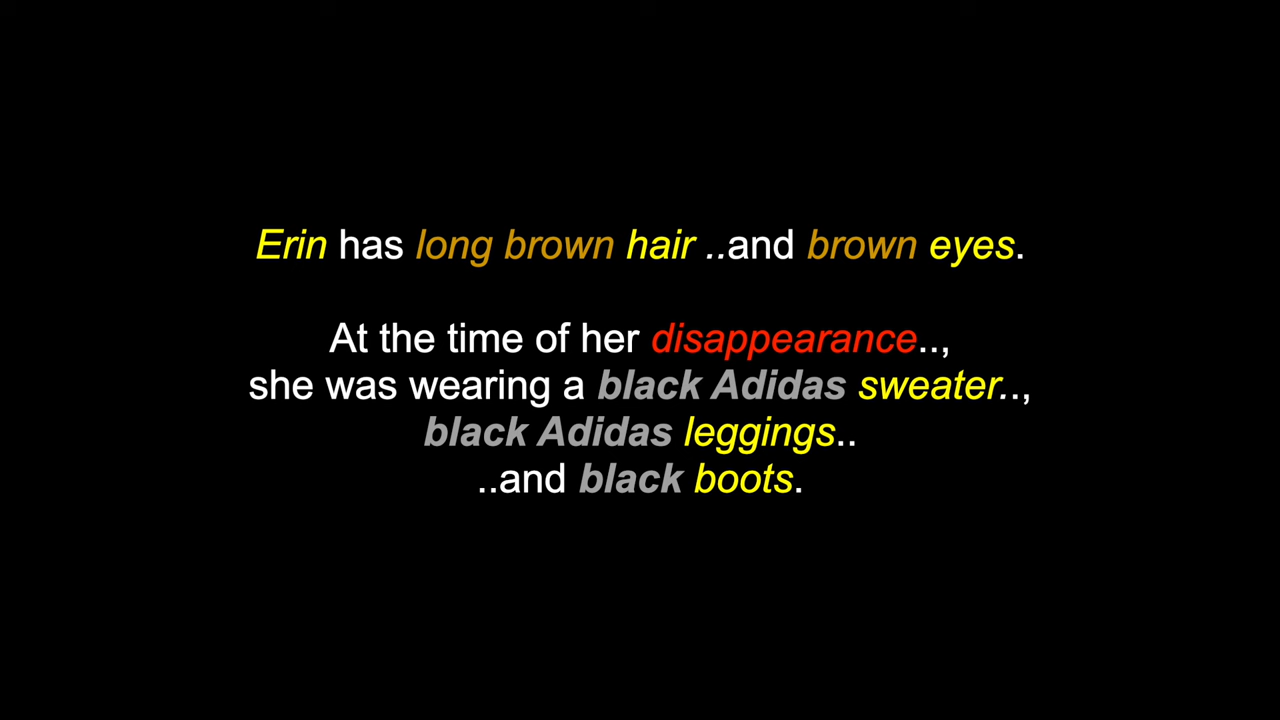 Erin has long brown hair ..and brown eyes.
At the time of her disappearance..,
she was wearing a black Adidas sweater..,
black Adidas leggings..
..and black boots.